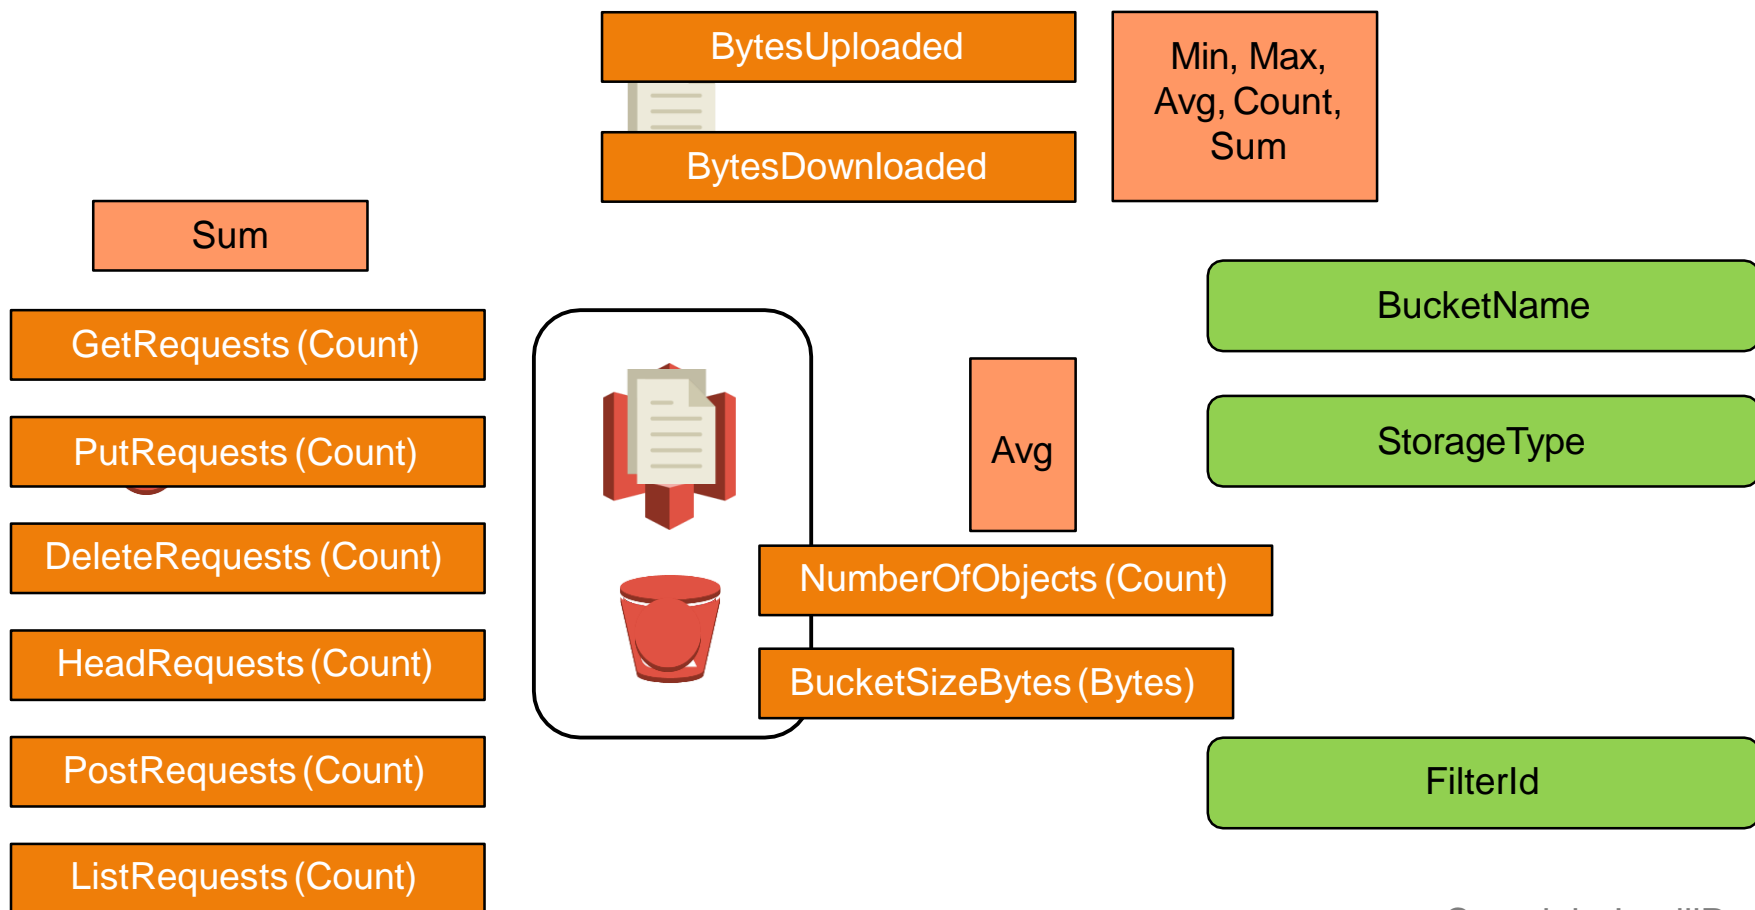 BytesUploaded
Min, Max,
Avg, Count,
Sum
BytesDownloaded
Sum
BucketName
GetRequests (Count)
StorageType
PutRequests (Count)
Avg
DeleteRequests (Count)
NumberOfObjects (Count)
HeadRequests (Count)
BucketSizeBytes (Bytes)
PostRequests (Count)
FilterId
ListRequests (Count)